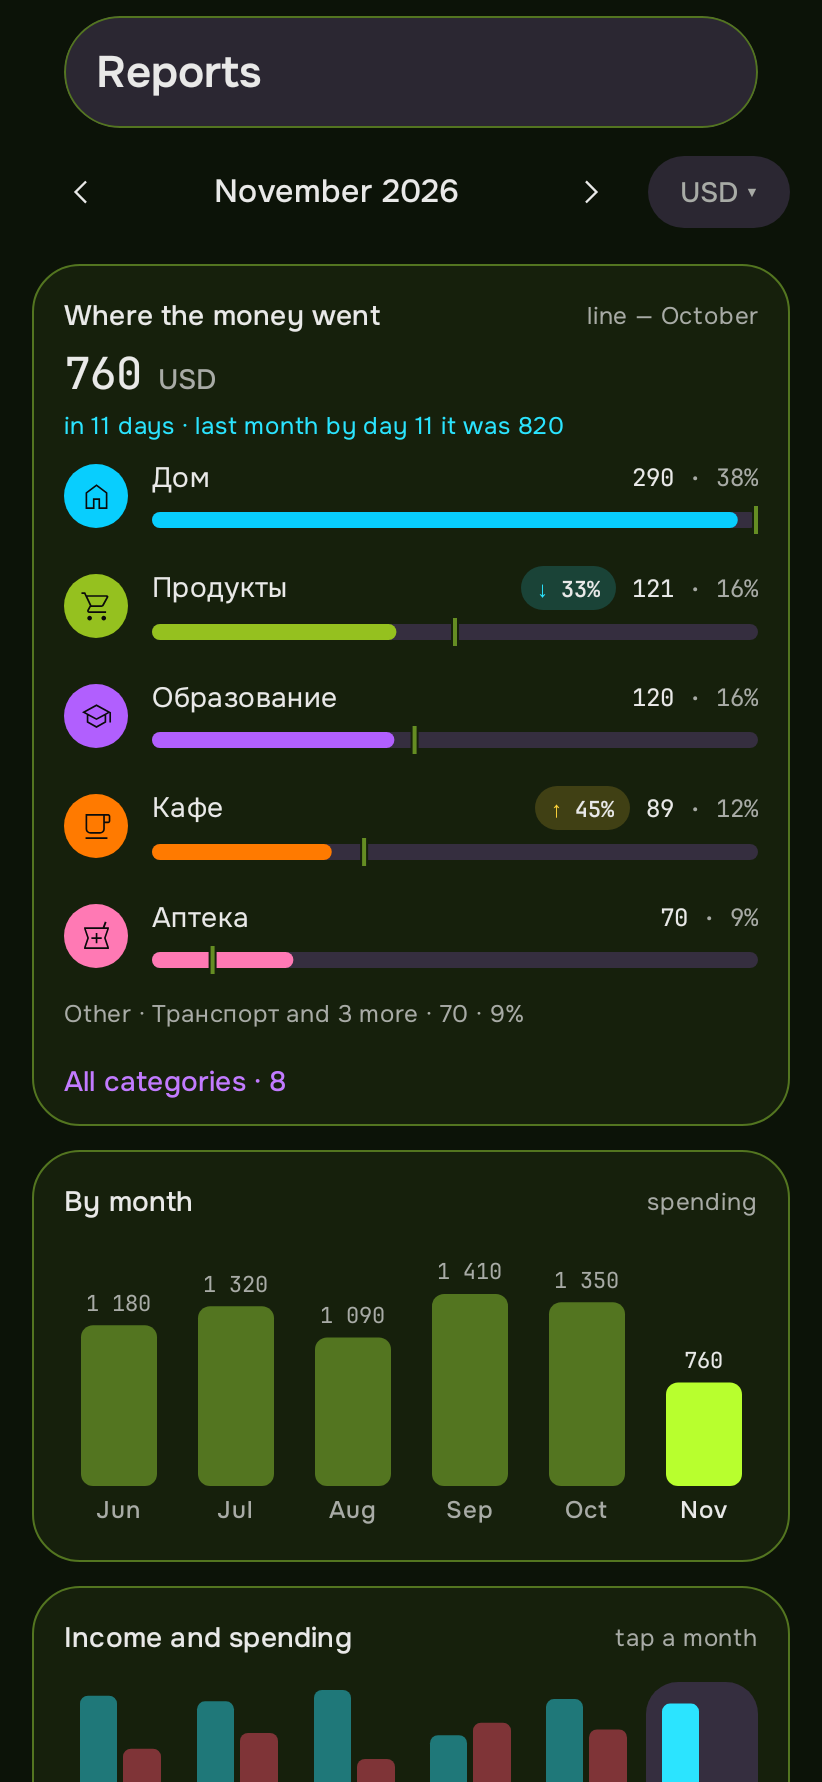 Reports
November 2026
USD ▾
Where the money went
line — October
760 USD
in 11 days · last month by day 11 it was 820
Дом
290 · 38%
Продукты
↓ 33% 121 · 16%
Образование
120 · 16%
Кафе
↑ 45% 89 · 12%
Аптека
70 · 9%
Other · Транспорт and 3 more · 70 · 9%
All categories · 8
By month
spending
1 180
1 320
1 090
1 410
1 350
760
Jun
Jul
Aug
Sep
Oct
Nov
Income and spending
tap a month